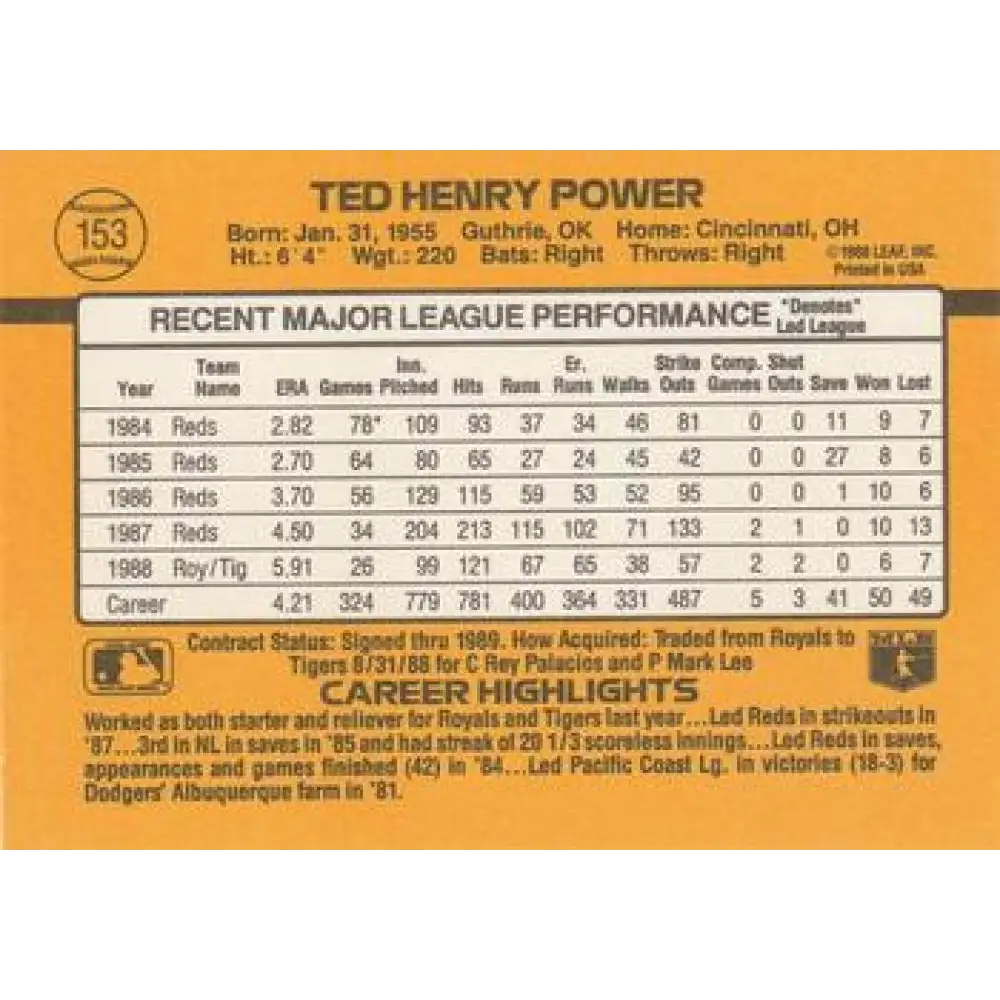 TED HENRY POWER
153
Born: Jan. 31, 1955 Guthrie, OK Home: Cincinnati, OH
Ht.: 6'4" Wgt.: 220 Bats: Right Throws: Right
©1988 LEAF, INC.
Printed in USA
RECENT MAJOR LEAGUE PERFORMANCE "Denotes" Led League
Year Team Name ERA Games Inn. Pitched Hits Runs Er. Runs Walks Strike Outs Comp. Games Shut Outs Save Won Lost
1984 Reds 2.82 78* 109 93 37 34 46 81 0 0 11 9 7
1985 Reds 2.70 64 80 65 27 24 45 42 0 0 27 8 6
1986 Reds 3.70 56 129 115 59 53 52 95 0 0 1 10 6
1987 Reds 4.50 34 204 213 115 102 71 133 2 1 0 10 13
1988 Roy/Tig 5.91 26 99 121 67 65 38 57 2 2 0 6 7
Career 4.21 324 779 781 400 364 331 487 5 3 41 50 49
Contract Status: Signed thru 1989. How Acquired: Traded from Royals to
Tigers 8/31/88 for C Rey Palacios and P Mark Lee
CAREER HIGHLIGHTS
Worked as both starter and reliever for Royals and Tigers last year...Led Reds in strikeouts in
'87...3rd in NL in saves in '85 and had streak of 20 1/3 scoreless innings...Led Reds in saves,
appearances and games finished (42) in '84...Led Pacific Coast Lg. in victories (18-3) for
Dodgers' Albuquerque farm in '81.